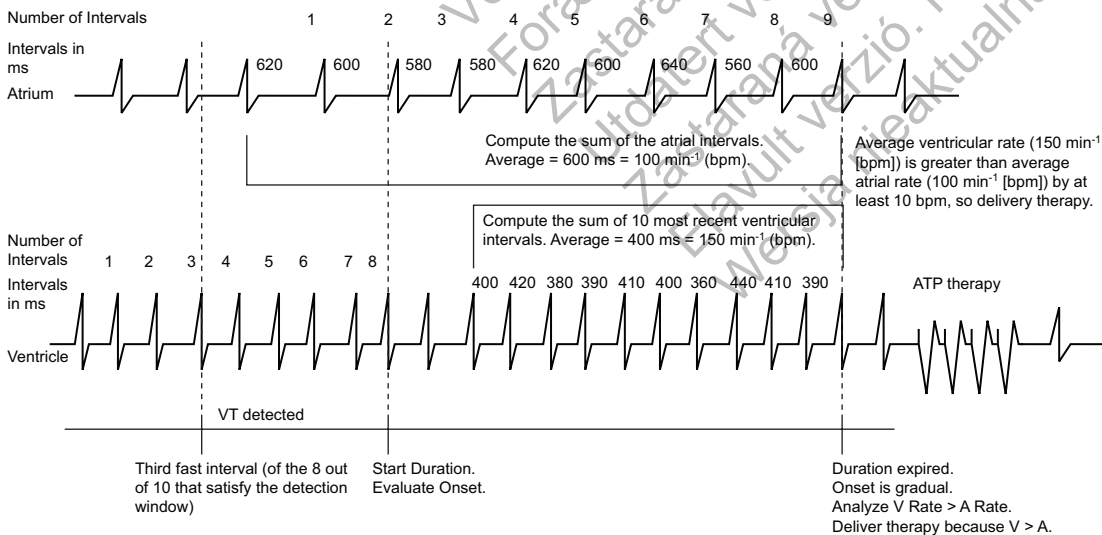 Number of Intervals 1 2 3 4 5 6 7 8 9
Intervals in
ms
620 600 580 580 620 600 640 560 600
Atrium
Compute the sum of the atrial intervals.
Average = 600 ms = 100 min-1 (bpm).
Average ventricular rate (150 min-1
[bpm]) is greater than average
atrial rate (100 min-1 [bpm]) by at
least 10 bpm, so delivery therapy.
Compute the sum of 10 most recent ventricular
intervals. Average = 400 ms = 150 min-1 (bpm).
Number of
Intervals
1 2 3 4 5 6 7 8
Intervals
in ms
400 420 380 390 410 400 360 440 410 390
ATP therapy
Ventricle
VT detected
Third fast interval (of the 8 out
of 10 that satisfy the detection
window)
Start Duration.
Evaluate Onset.
Duration expired.
Onset is gradual.
Analyze V Rate > A Rate.
Deliver therapy because V > A.
Zastaraná
Utdatert
Zastaraná
Elavult verzió.
Wersja nieaktualna